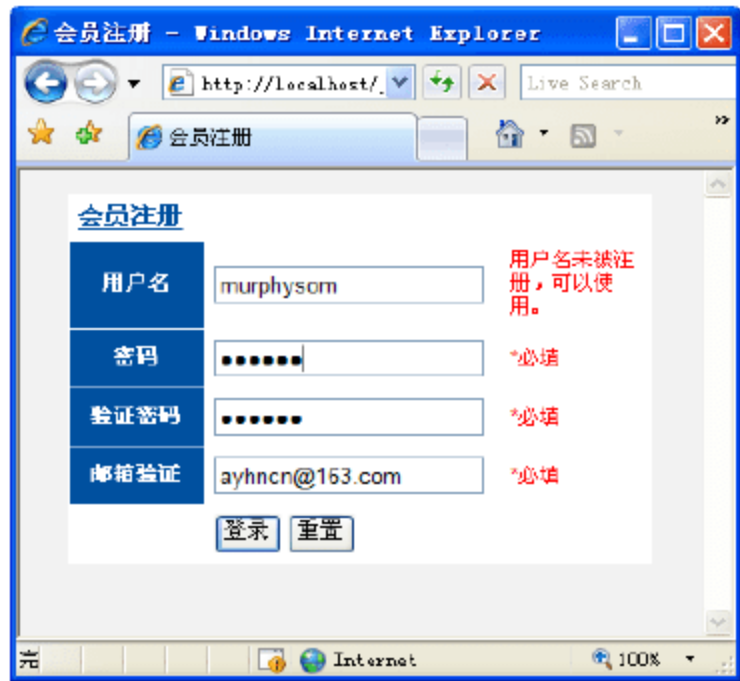 会员注册 - Windows Internet Explorer
http://localhost/.
Live Search
会员注册
会员注册
用户名
murphysom
用户名未被注
册，可以使
用。
密码
●●●●●●
*必填
验证密码
●●●●●●
*必填
邮箱验证
ayhncn@163.com
*必填
登录 重置
完
Internet
100%